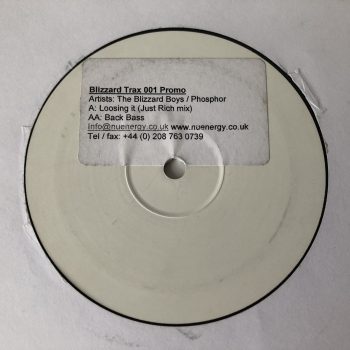 Blizzard Trax 001 Promo
Artists: The Blizzard Boys / Phosphor
A: Loosing it (Just Rich mix)
AA: Back Bass
info@nuenergy.co.uk www.nuenergy.co.uk
Tel / fax: +44 (0) 208 763 0739